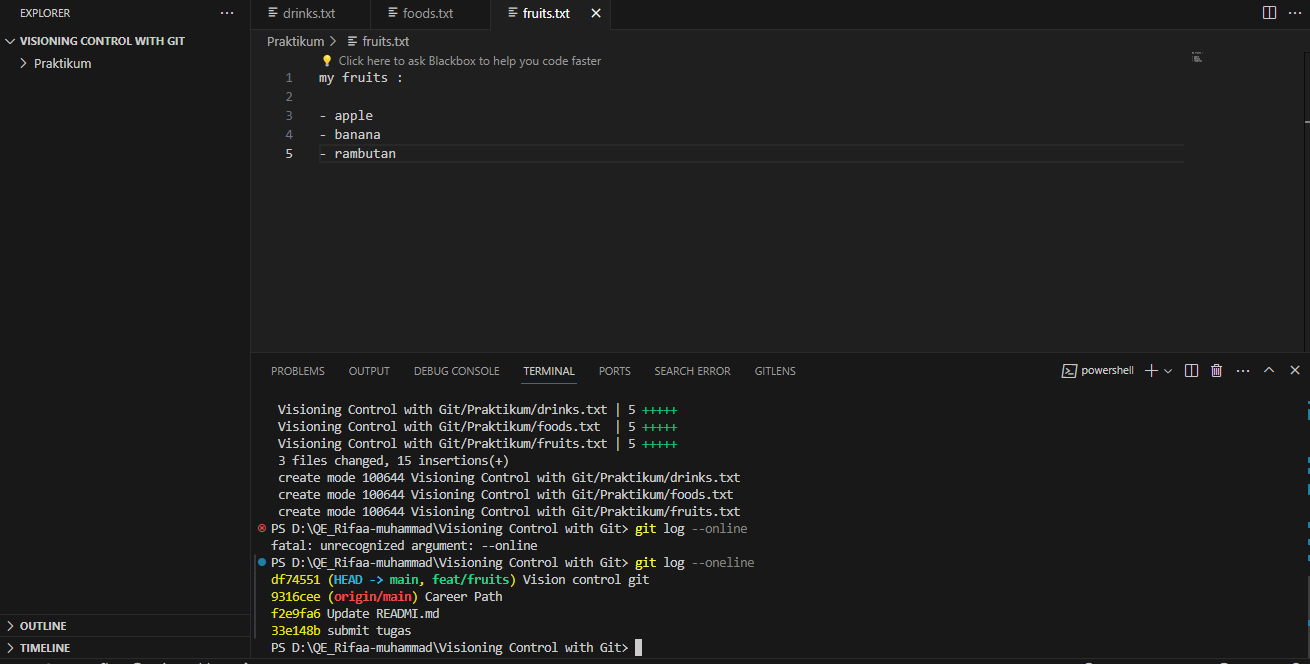 EXPLORER
VISIONING CONTROL WITH GIT
Praktikum
OUTLINE
TIMELINE
drinks.txt
foods.txt
fruits.txt
Praktikum > fruits.txt
Click here to ask Blackbox to help you code faster
1 my fruits :
2
3 - apple
4 - banana
5 - rambutan
PROBLEMS OUTPUT DEBUG CONSOLE TERMINAL PORTS SEARCH ERROR GITLENS
powershell
Visioning Control with Git/Praktikum/drinks.txt | 5 +++++
Visioning Control with Git/Praktikum/foods.txt  | 5 +++++
Visioning Control with Git/Praktikum/fruits.txt | 5 +++++
3 files changed, 15 insertions(+)
create mode 100644 Visioning Control with Git/Praktikum/drinks.txt
create mode 100644 Visioning Control with Git/Praktikum/foods.txt
create mode 100644 Visioning Control with Git/Praktikum/fruits.txt
PS D:\QE_Rifaa-muhammad\Visioning Control with Git> git log --online
fatal: unrecognized argument: --online
PS D:\QE_Rifaa-muhammad\Visioning Control with Git> git log --oneline
df74551 (HEAD -> main, feat/fruits) Vision control git
9316cee (origin/main) Career Path
f2e9fa6 Update READMI.md
33e148b submit tugas
PS D:\QE_Rifaa-muhammad\Visioning Control with Git>